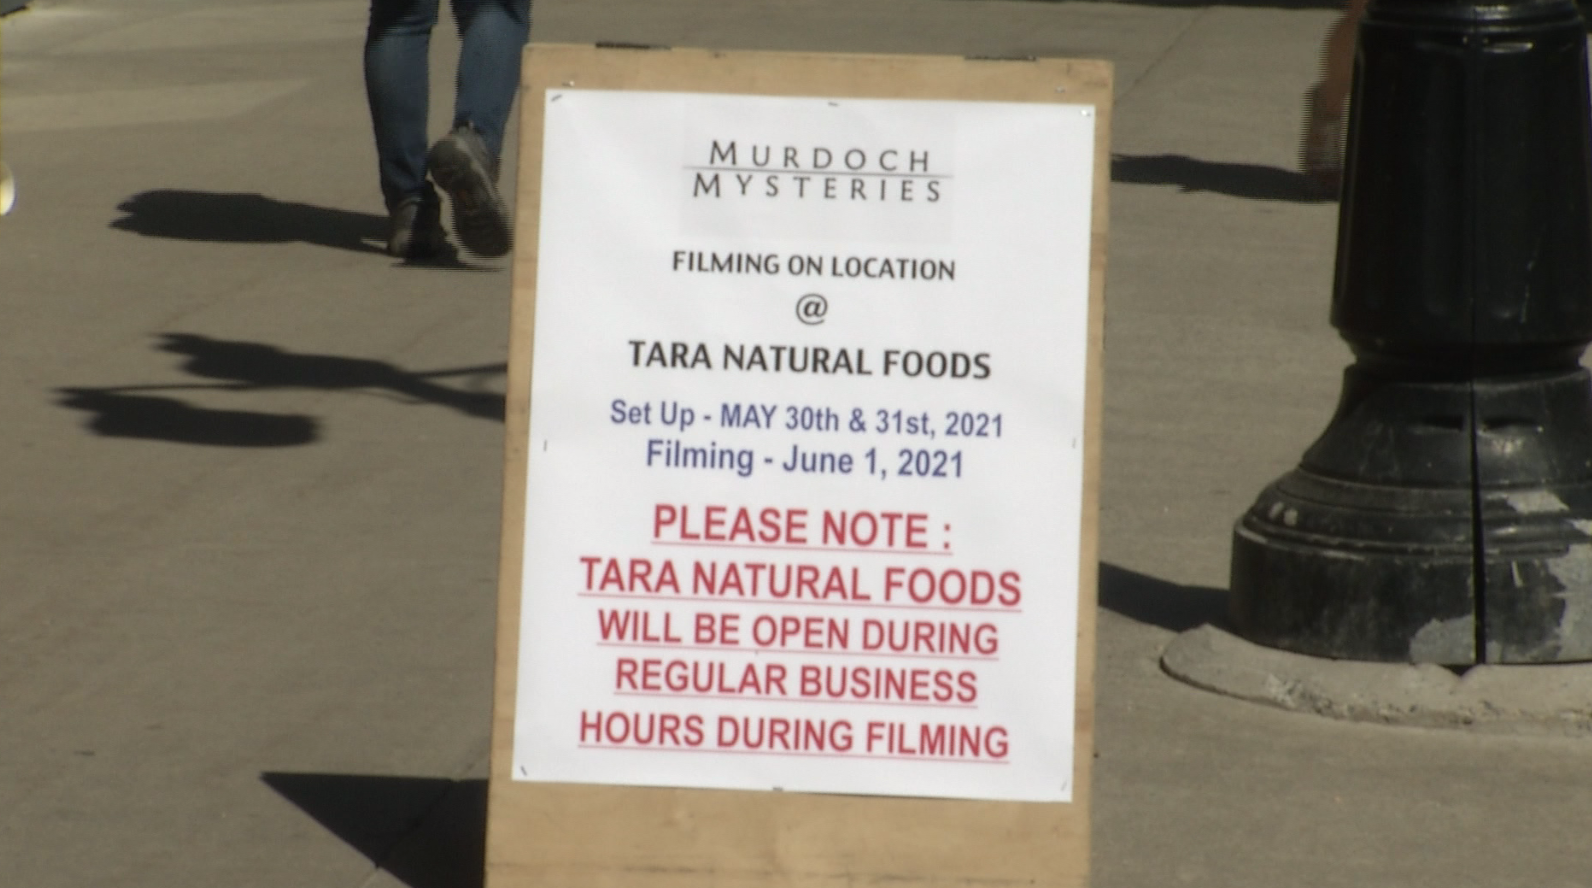 MURDOCH
MYSTERIES
FILMING ON LOCATION
@
TARA NATURAL FOODS
Set Up - MAY 30th & 31st, 2021
Filming - June 1, 2021
PLEASE NOTE :
TARA NATURAL FOODS
WILL BE OPEN DURING
REGULAR BUSINESS
HOURS DURING FILMING